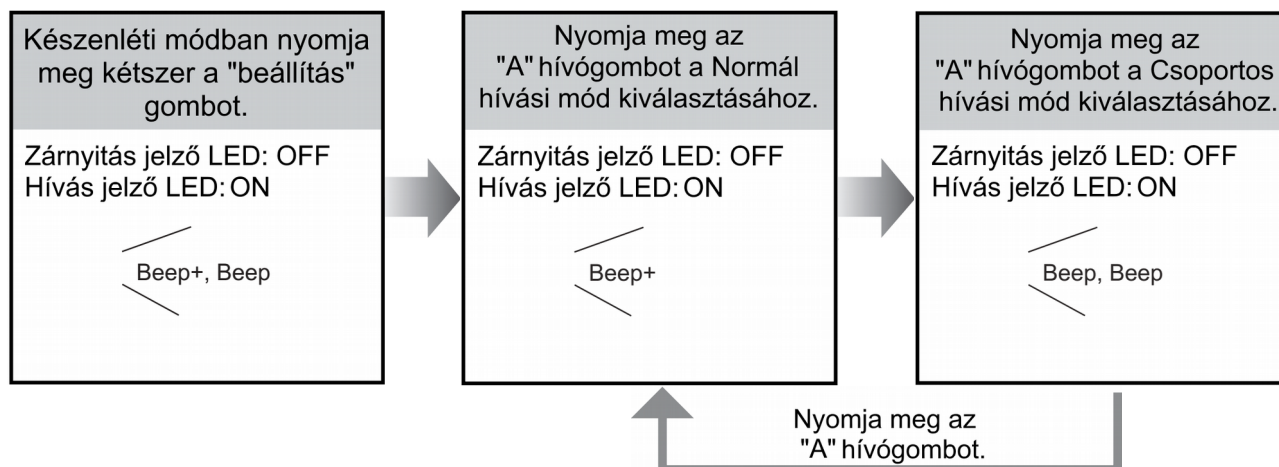 Készenléti módban nyomja
meg kétszer a "beállítás"
gombot.
Zárnyitás jelző LED: OFF
Hívás jelző LED: ON
Beep+, Beep
Nyomja meg az
"A" hívógombot a Normál
hívási mód kiválasztásához.
Zárnyitás jelző LED: OFF
Hívás jelző LED: ON
Beep+
Nyomja meg az
"A" hívógombot a Csoportos
hívási mód kiválasztásához.
Zárnyitás jelző LED: OFF
Hívás jelző LED: ON
Beep, Beep
Nyomja meg az
"A" hívógombot.